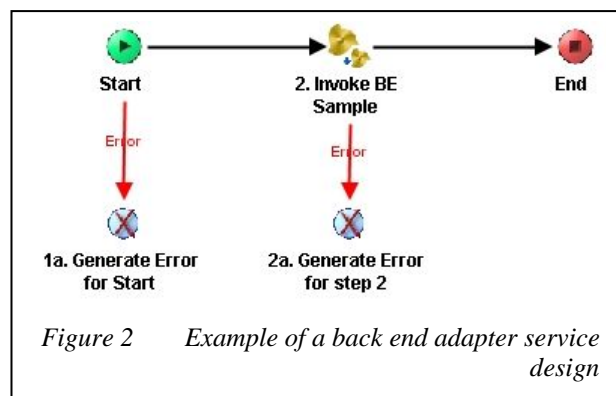 Start
2. Invoke BE
Sample
End
Error
Error
1a. Generate Error
for Start
2a. Generate Error
for step 2
Figure 2 Example of a back end adapter service
design